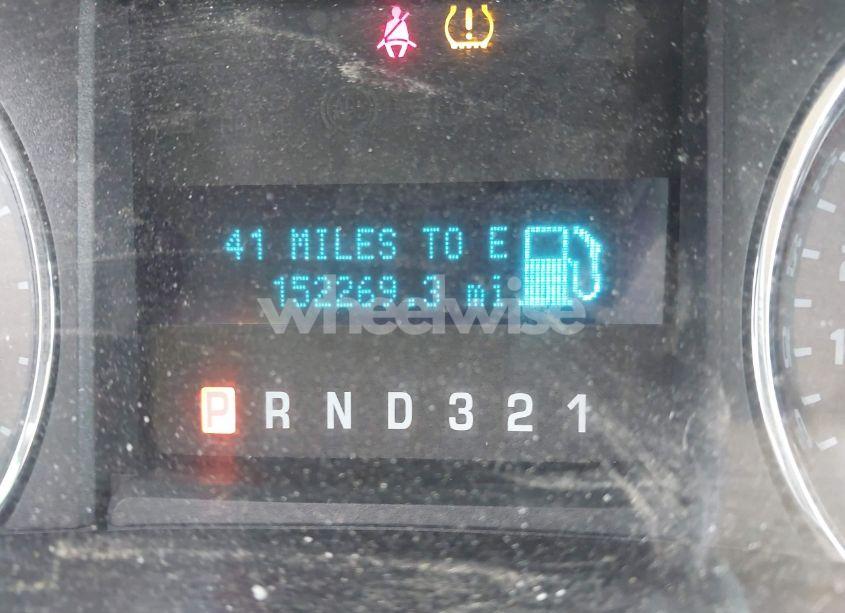 41 MILES TO E
152269.3 mi
wheelwise
P R N D 3 2 1